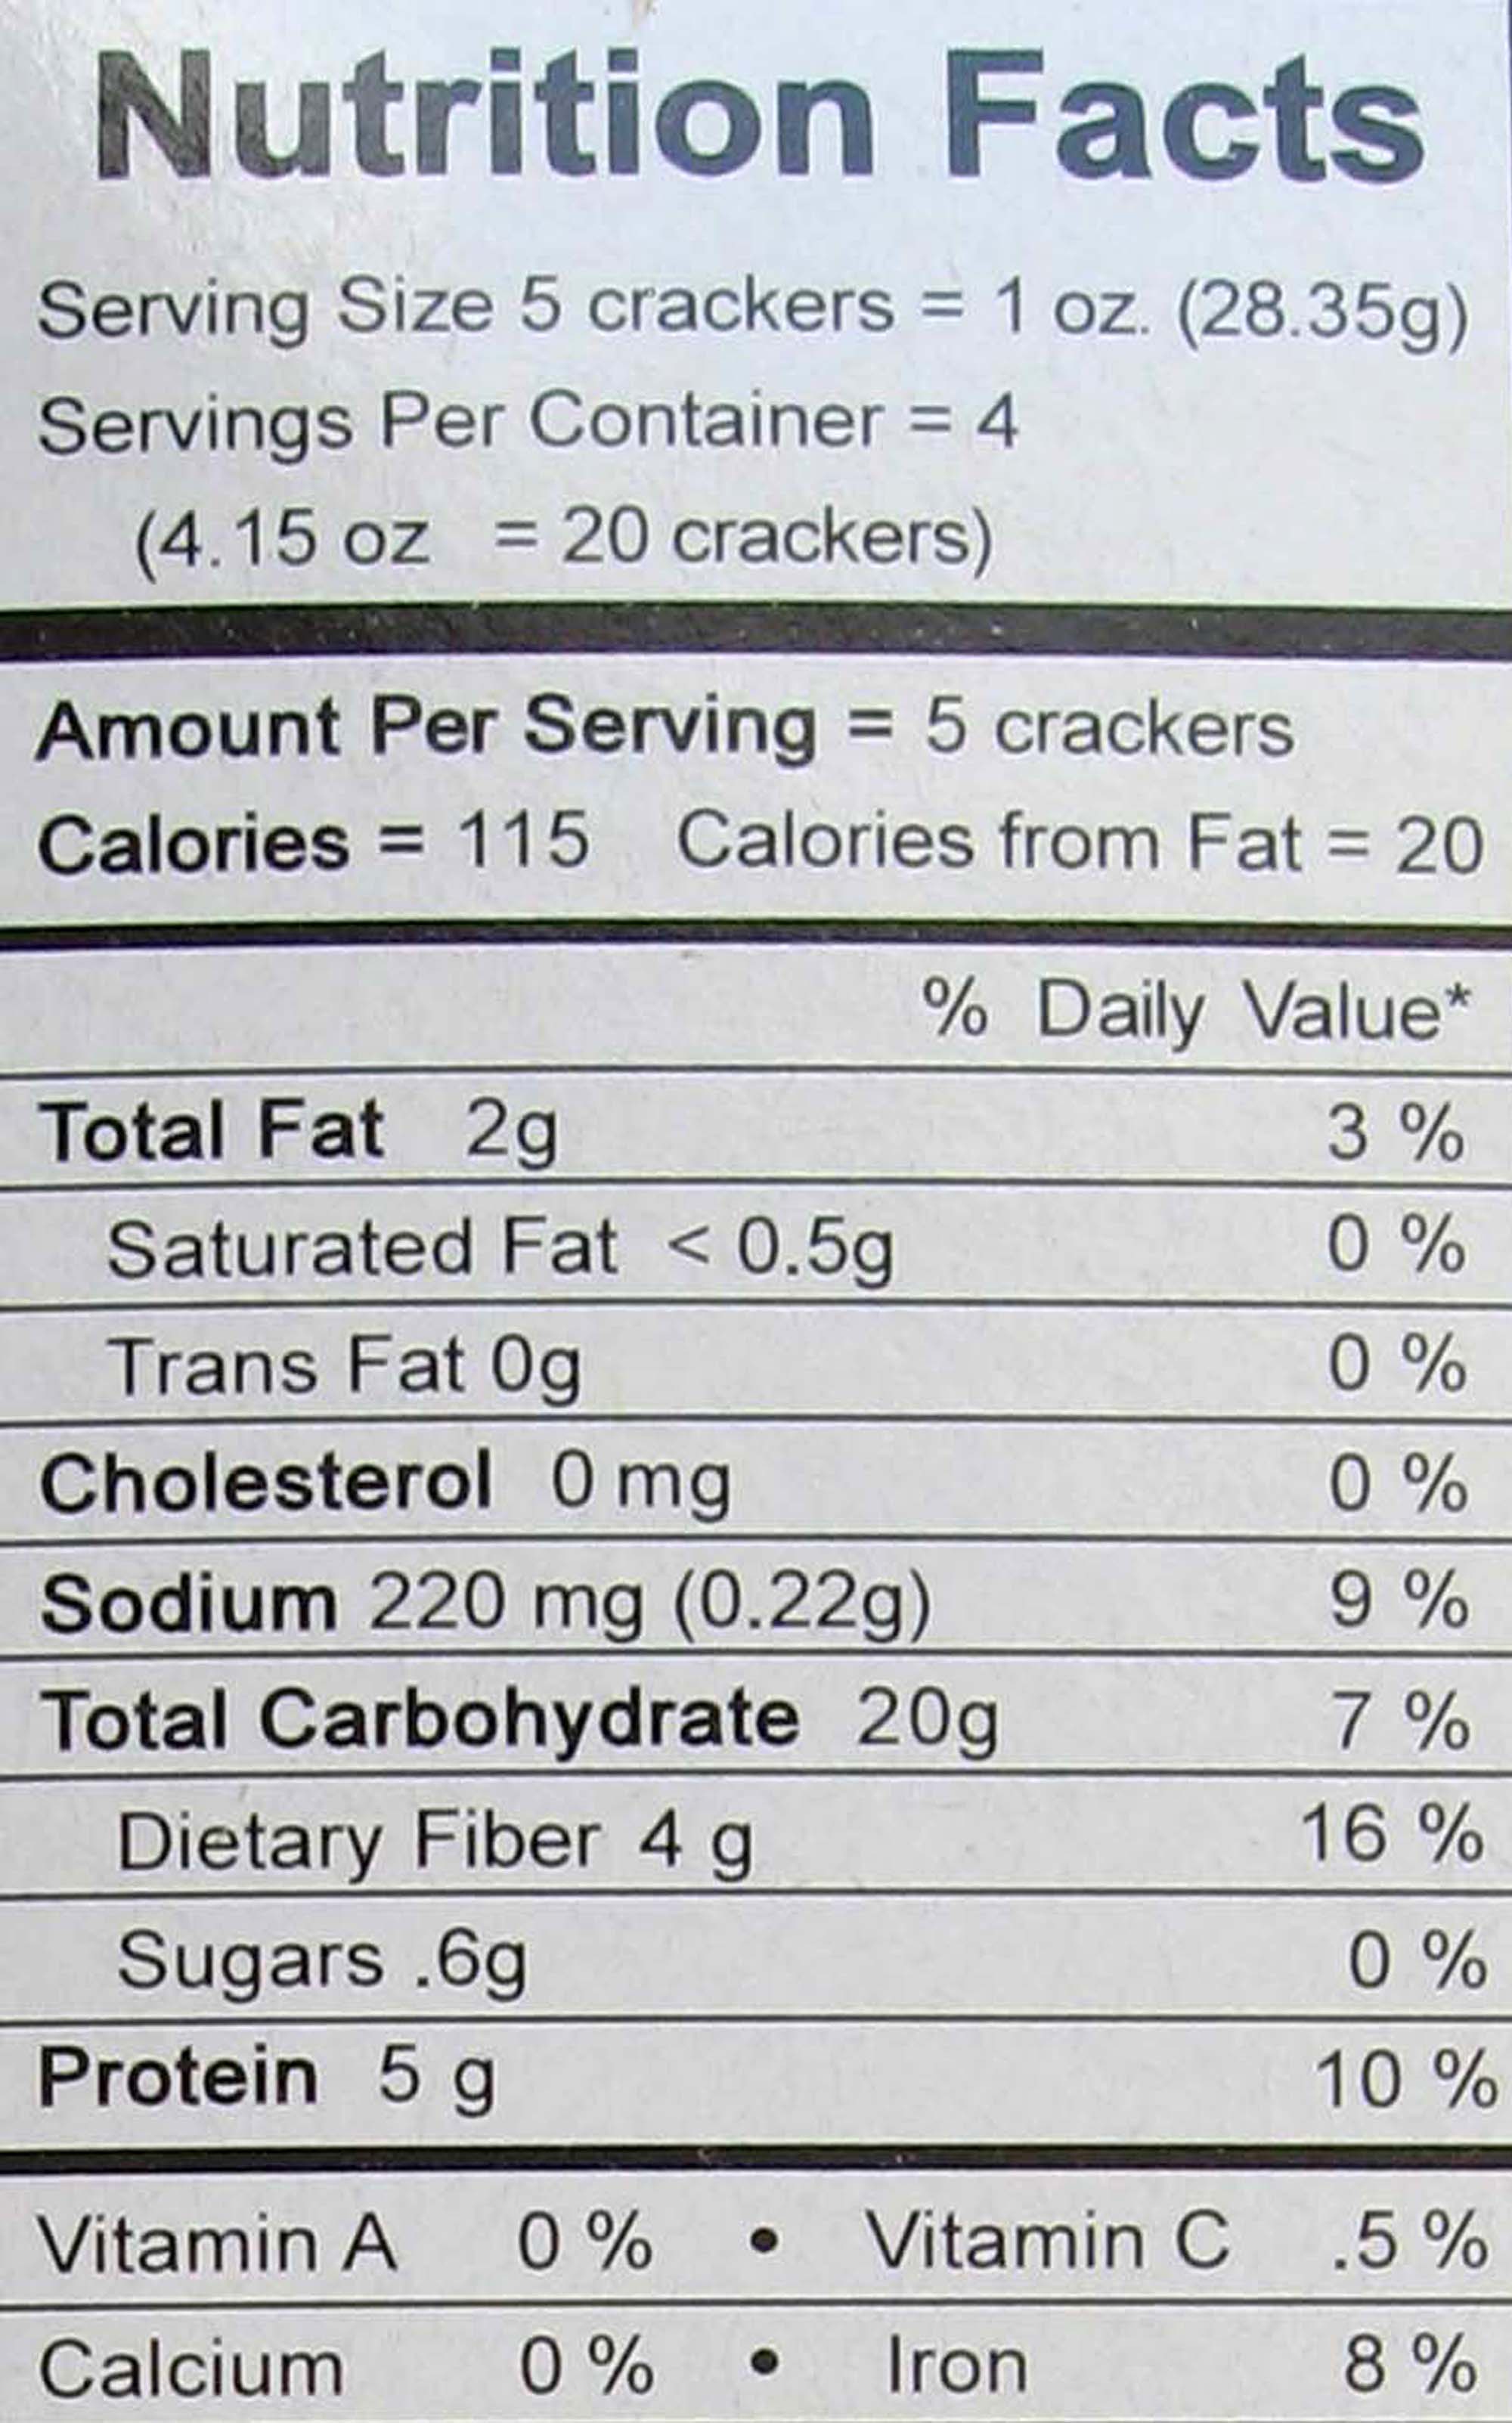 Nutrition Facts
Serving Size 5 crackers = 1 oz. (28.35g)
Servings Per Container = 4
(4.15 oz = 20 crackers)
Amount Per Serving = 5 crackers
Calories = 115 Calories from Fat = 20
% Daily Value*
Total Fat 2g 3 %
Saturated Fat < 0.5g 0 %
Trans Fat 0g 0 %
Cholesterol 0 mg 0 %
Sodium 220 mg (0.22g) 9 %
Total Carbohydrate 20g 7 %
Dietary Fiber 4 g 16 %
Sugars .6g 0 %
Protein 5 g 10 %
Vitamin A 0 % • Vitamin C .5 %
Calcium 0 % • Iron 8 %